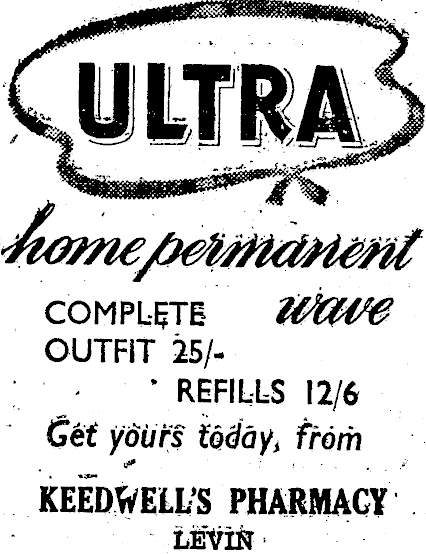 ULTRA
home permanent
wave
COMPLETE
OUTFIT 25/-
REFILLS 12/6
Get yours today, from
KEEDWELL'S PHARMACY
LEVIN